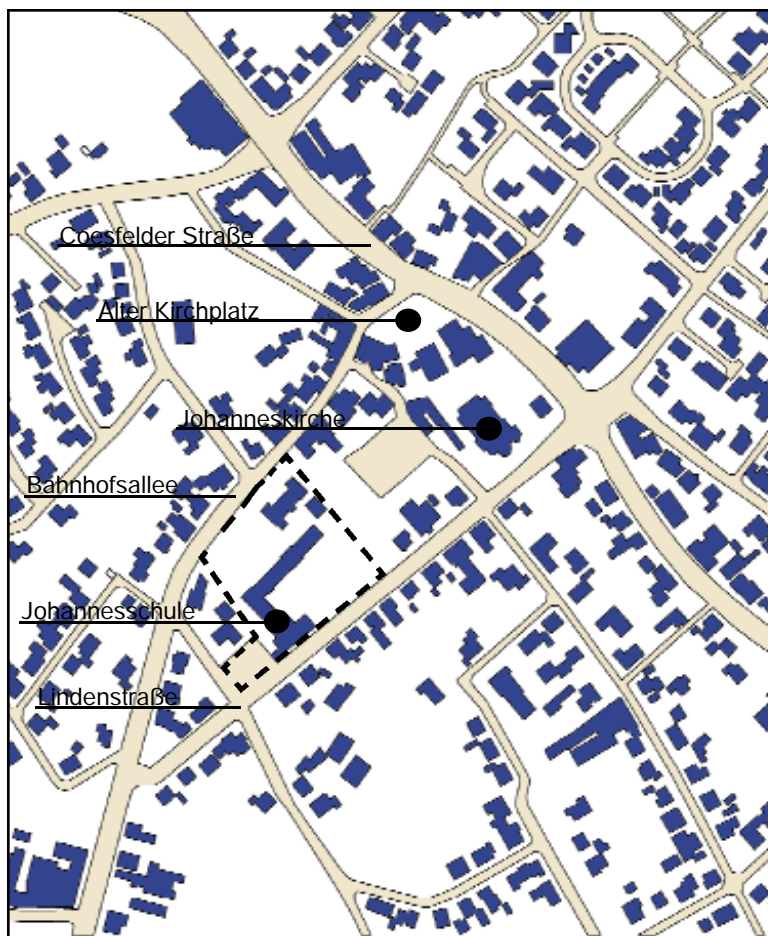 Coesfelder Straße
Alter Kirchplatz
Johanneskirche
Bahnhofsallee
Johannesschule
Lindenstraße